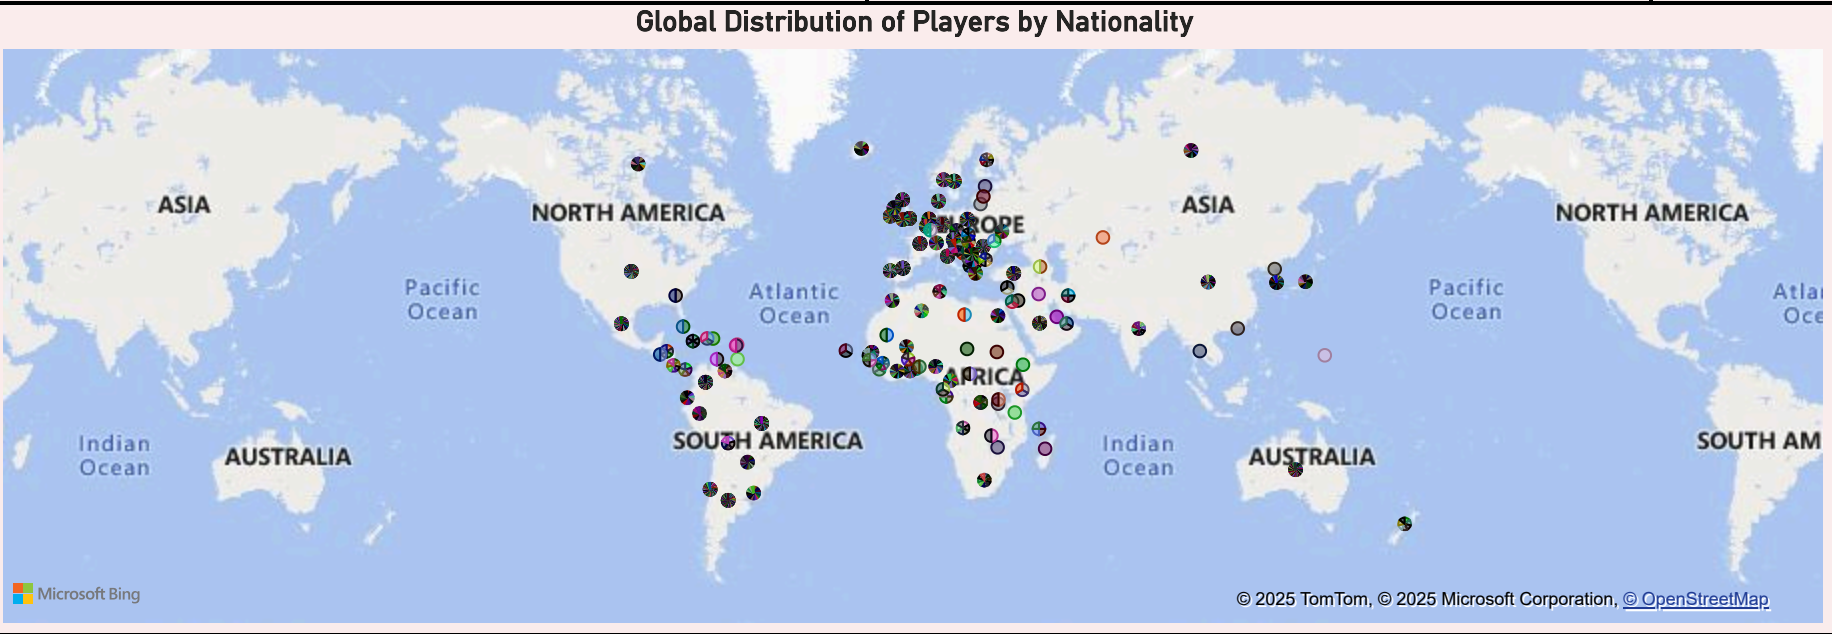 Global Distribution of Players by Nationality
ASIA
NORTH AMERICA
EUROPE
ASIA
NORTH AMERICA
Pacific
Ocean
Atlantic
Ocean
Pacific
Ocean
Atla
Oce
AFRICA
Indian
Ocean
AUSTRALIA
SOUTH AMERICA
Indian
Ocean
AUSTRALIA
SOUTH AM
Microsoft Bing
© 2025 TomTom, © 2025 Microsoft Corporation, © OpenStreetMap